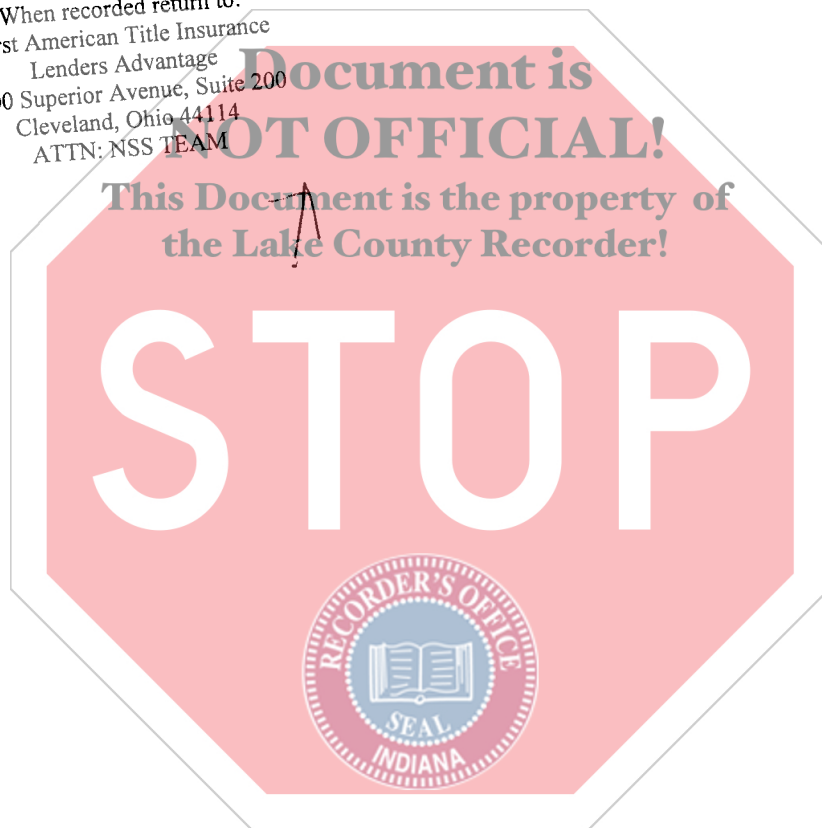 When recorded return to:
rst American Title Insurance
Lenders Advantage
0 Superior Avenue, Suite 200
Cleveland, Ohio 44114
ATTN: NSS TEAM
Document is
NOT OFFICIAL!
This Document is the property of
the Lake County Recorder!
STOP
RECORDER'S OFFICE
SEAL
INDIANA